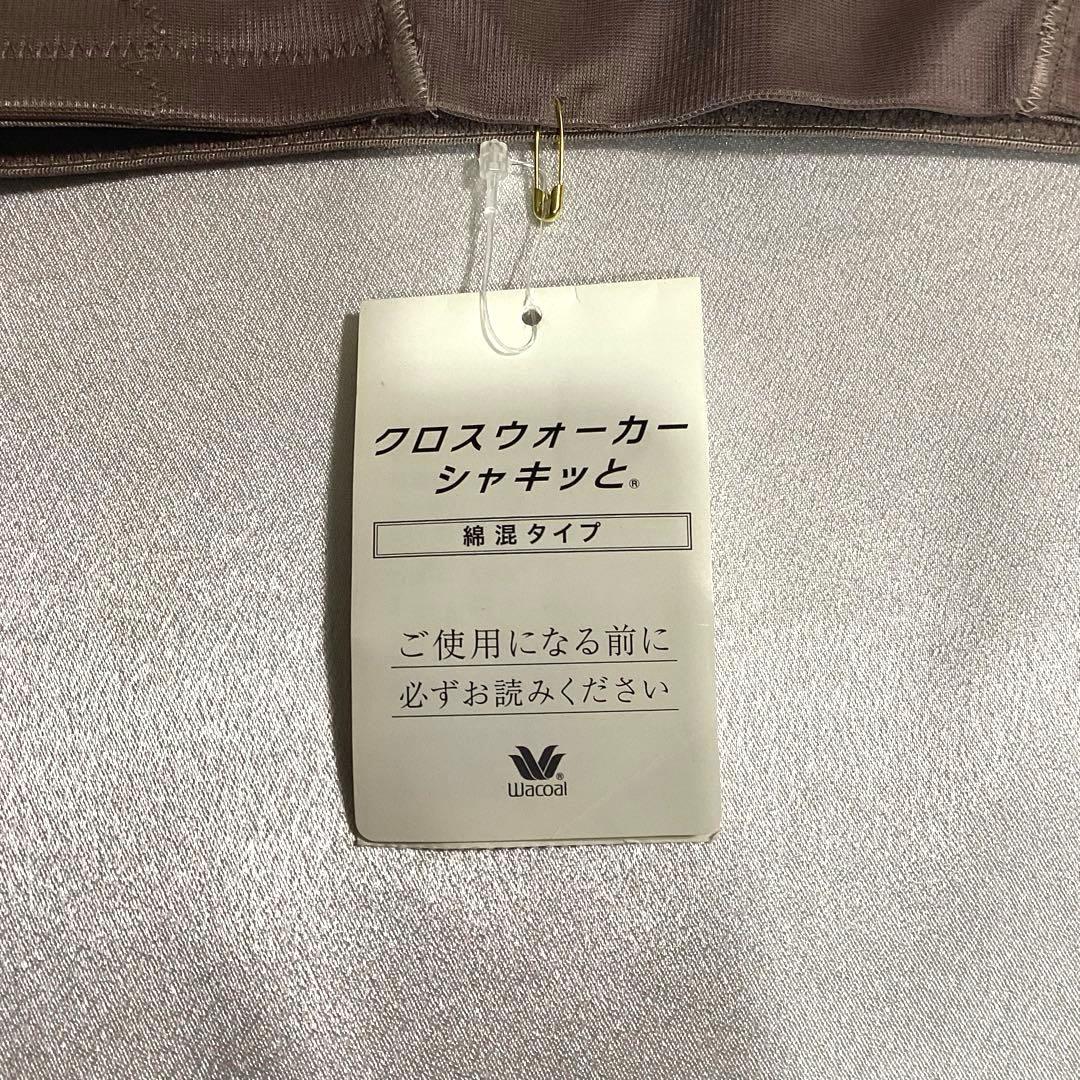 クロスウォーカー
シャキッと®
綿混タイプ
ご使用になる前に
必ずお読みください
Wacoal®